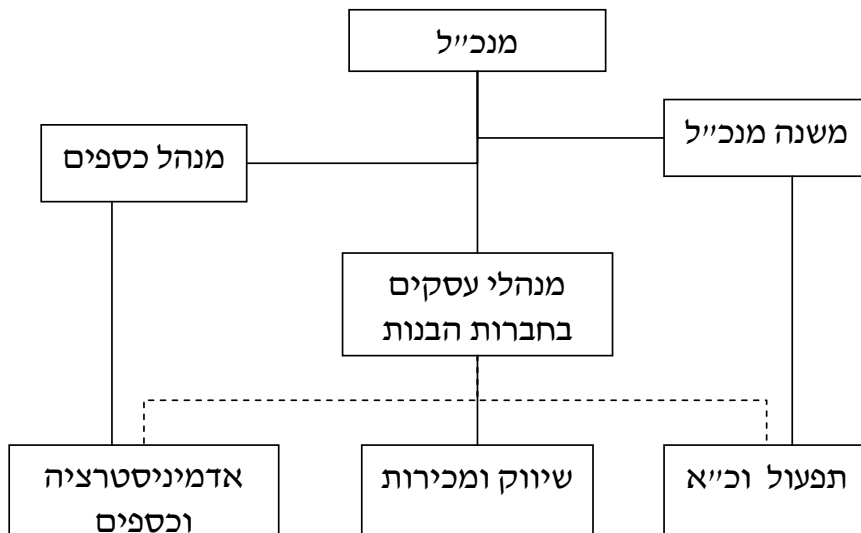 מנכ״ל
משנה מנכ״ל
מנהל כספים
מנהלי עסקים
בחברות הבנות
תפעול וכ״א
שיווק ומכירות
אדמיניסטרציה
וכספים